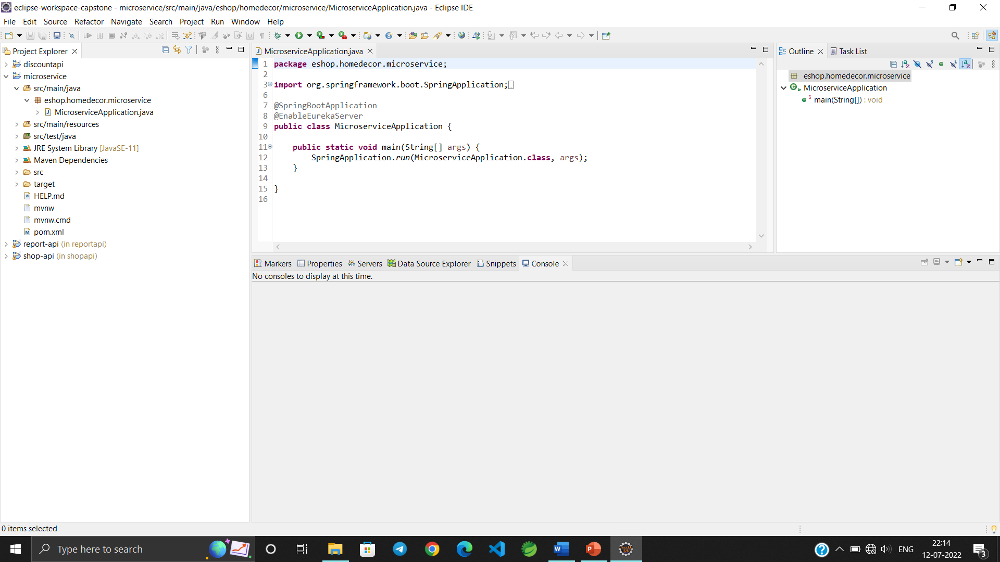 eclipse-workspace-capstone - microservice/src/main/java/eshop/homedecor/microservice/MicroserviceApplication.java - Eclipse IDE
File Edit Source Refactor Navigate Search Project Run Window Help
Project Explorer
discountapi
microservice
src/main/java
eshop.homedecor.microservice
MicroserviceApplication.java
src/main/resources
src/test/java
JRE System Library [JavaSE-11]
Maven Dependencies
src
target
HELP.md
mvnw
mvnw.cmd
pom.xml
report-api (in reportapi)
shop-api (in shopapi)
MicroserviceApplication.java
1 package eshop.homedecor.microservice;
2
3 import org.springframework.boot.SpringApplication;
6
7 @SpringBootApplication
8 @EnableEurekaServer
9 public class MicroserviceApplication {
10
11 public static void main(String[] args) {
12 SpringApplication.run(MicroserviceApplication.class, args);
13 }
14
15 }
16
Outline Task List
eshop.homedecor.microservice
MicroserviceApplication
main(String[]) : void
Markers Properties Servers Data Source Explorer Snippets Console
No consoles to display at this time.
0 items selected
Type here to search
ENG
22:14
12-07-2022
3